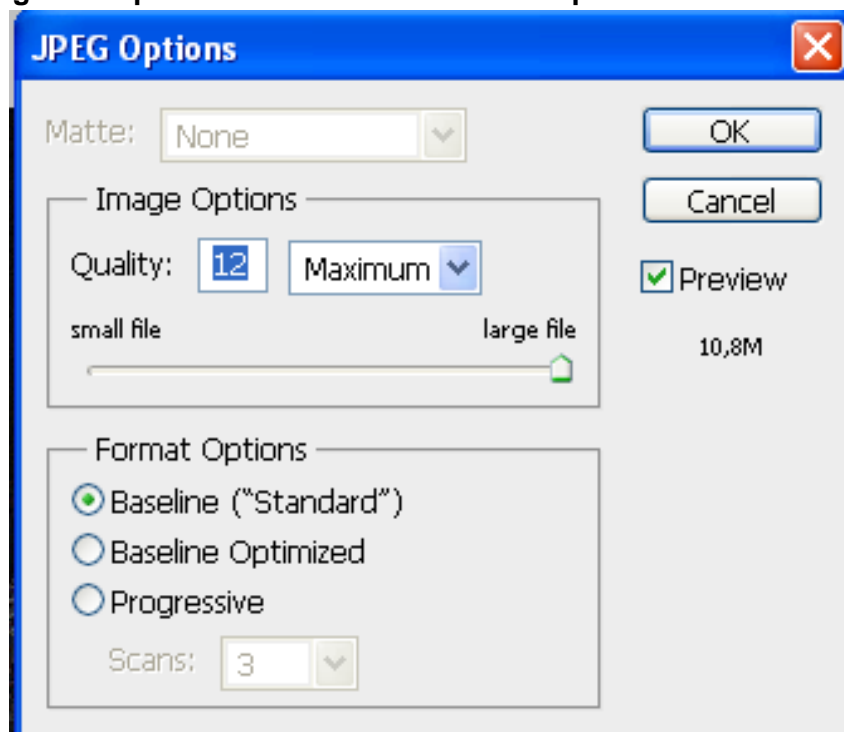 JPEG Options
Matte: None
OK
Image Options
Cancel
Quality: 12 Maximum
Preview
small file large file
10,8M
Format Options
Baseline ("Standard")
Baseline Optimized
Progressive
Scans: 3